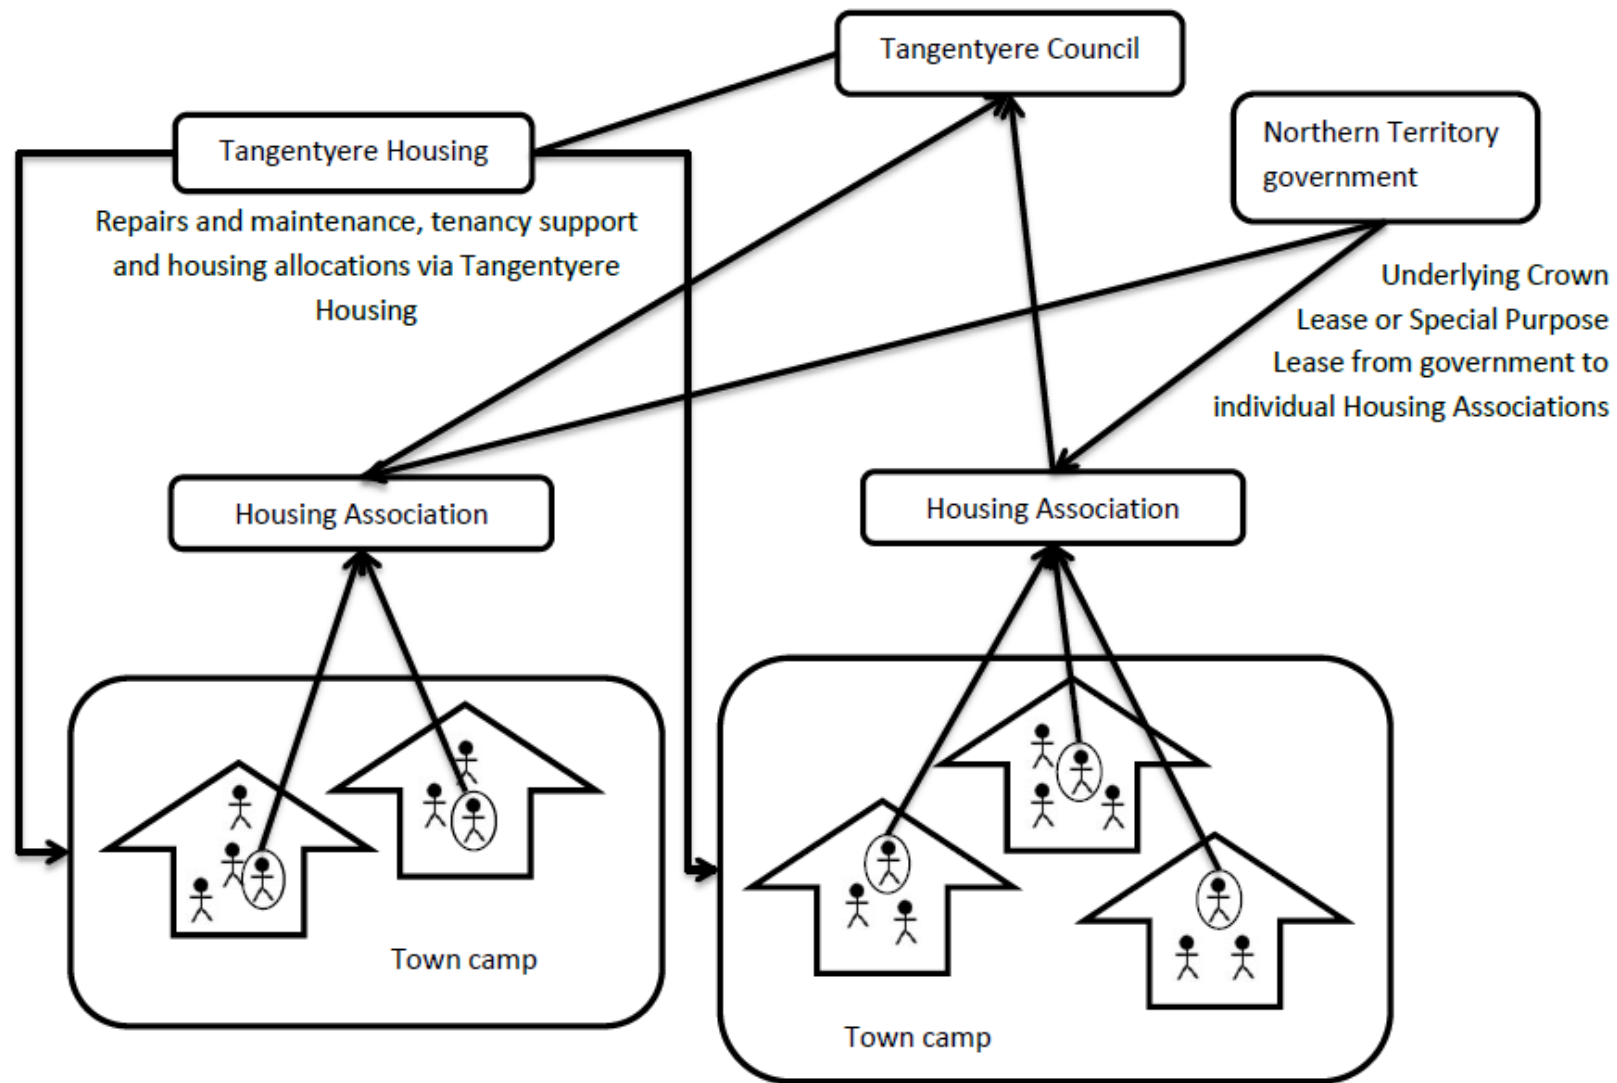 Tangentyere Council
Tangentyere Housing
Northern Territory
government
Repairs and maintenance, tenancy support
and housing allocations via Tangentyere
Housing
Underlying Crown
Lease or Special Purpose
Lease from government to
individual Housing Associations
Housing Association
Housing Association
Town camp
Town camp